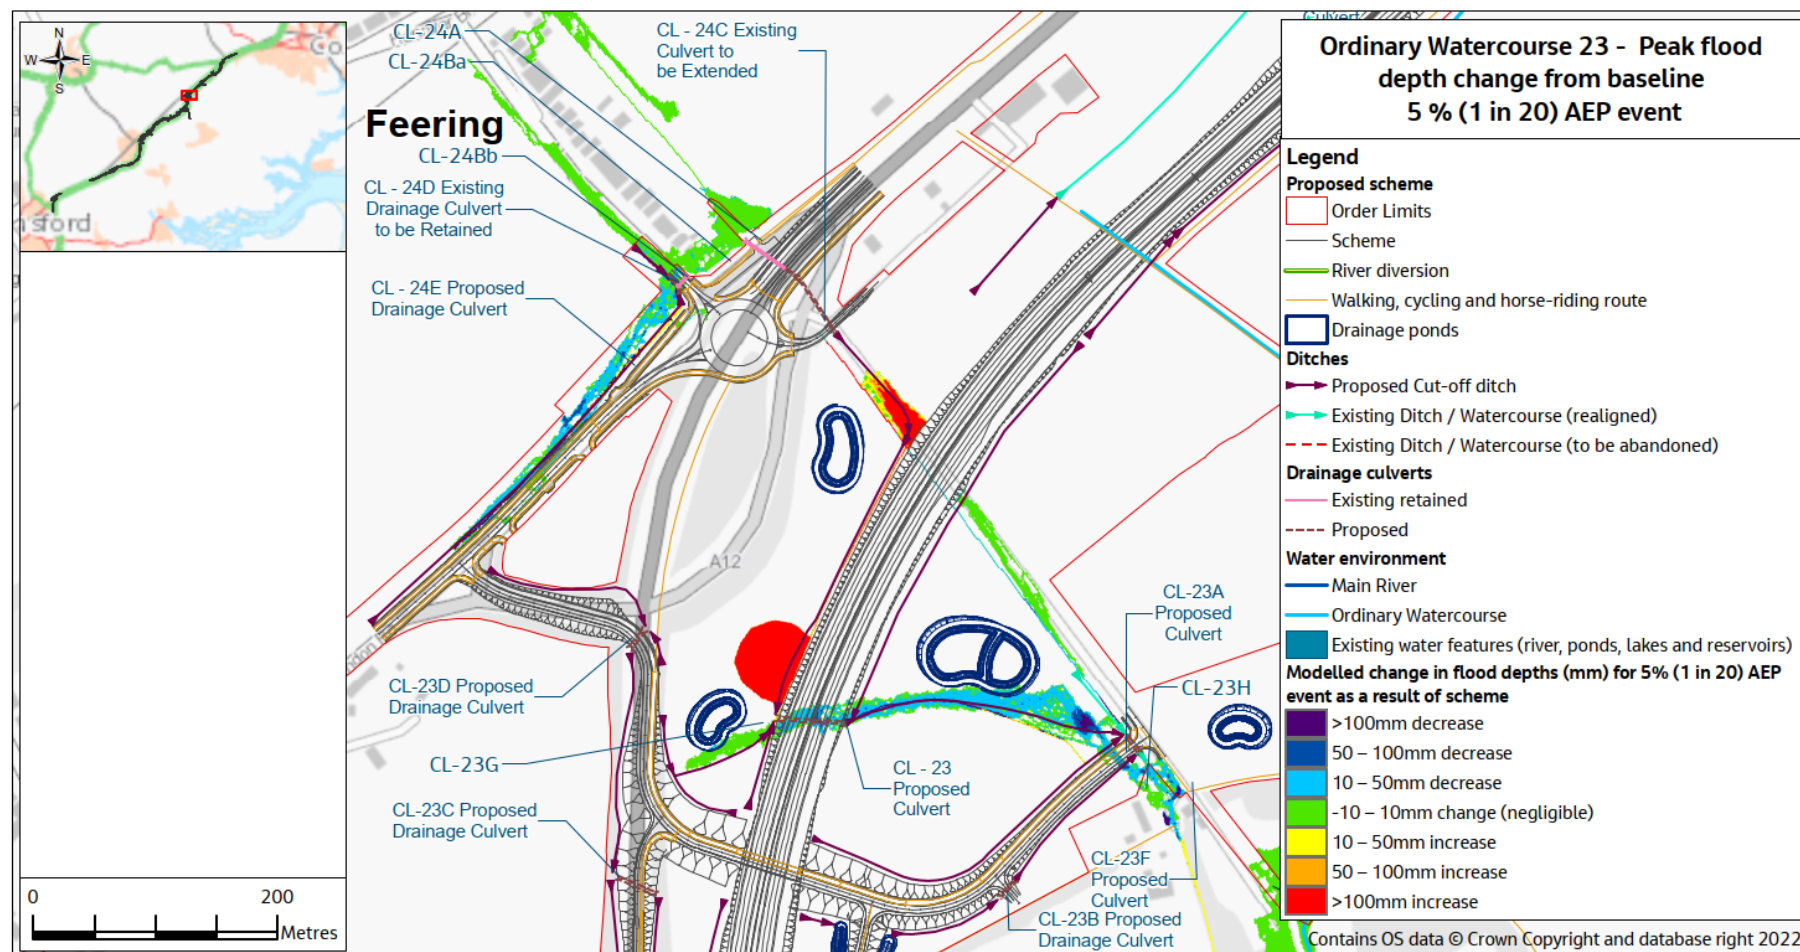 N
W E
S
Co
sford
0 200
Metres
CL-24A
CL-24Ba
CL - 24C Existing
Culvert to
be Extended
Feering
CL-24Bb
CL - 24D Existing
Drainage Culvert
to be Retained
CL - 24E Proposed
Drainage Culvert
A12
CL-23D Proposed
Drainage Culvert
CL-23G
CL-23C Proposed
Drainage Culvert
CL - 23
Proposed
Culvert
CL-23A
Proposed
Culvert
CL-23H
CL-23F
Proposed
Culvert
CL-23B Proposed
Drainage Culvert
Culvert
Ordinary Watercourse 23 - Peak flood
depth change from baseline
5 % (1 in 20) AEP event
Legend
Proposed scheme
Order Limits
Scheme
River diversion
Walking, cycling and horse-riding route
Drainage ponds
Ditches
Proposed Cut-off ditch
Existing Ditch / Watercourse (realigned)
Existing Ditch / Watercourse (to be abandoned)
Drainage culverts
Existing retained
Proposed
Water environment
Main River
Ordinary Watercourse
Existing water features (river, ponds, lakes and reservoirs)
Modelled change in flood depths (mm) for 5% (1 in 20) AEP
event as a result of scheme
>100mm decrease
50 – 100mm decrease
10 – 50mm decrease
-10 – 10mm change (negligible)
10 – 50mm increase
50 – 100mm increase
>100mm increase
Contains OS data © Crown Copyright and database right 2022